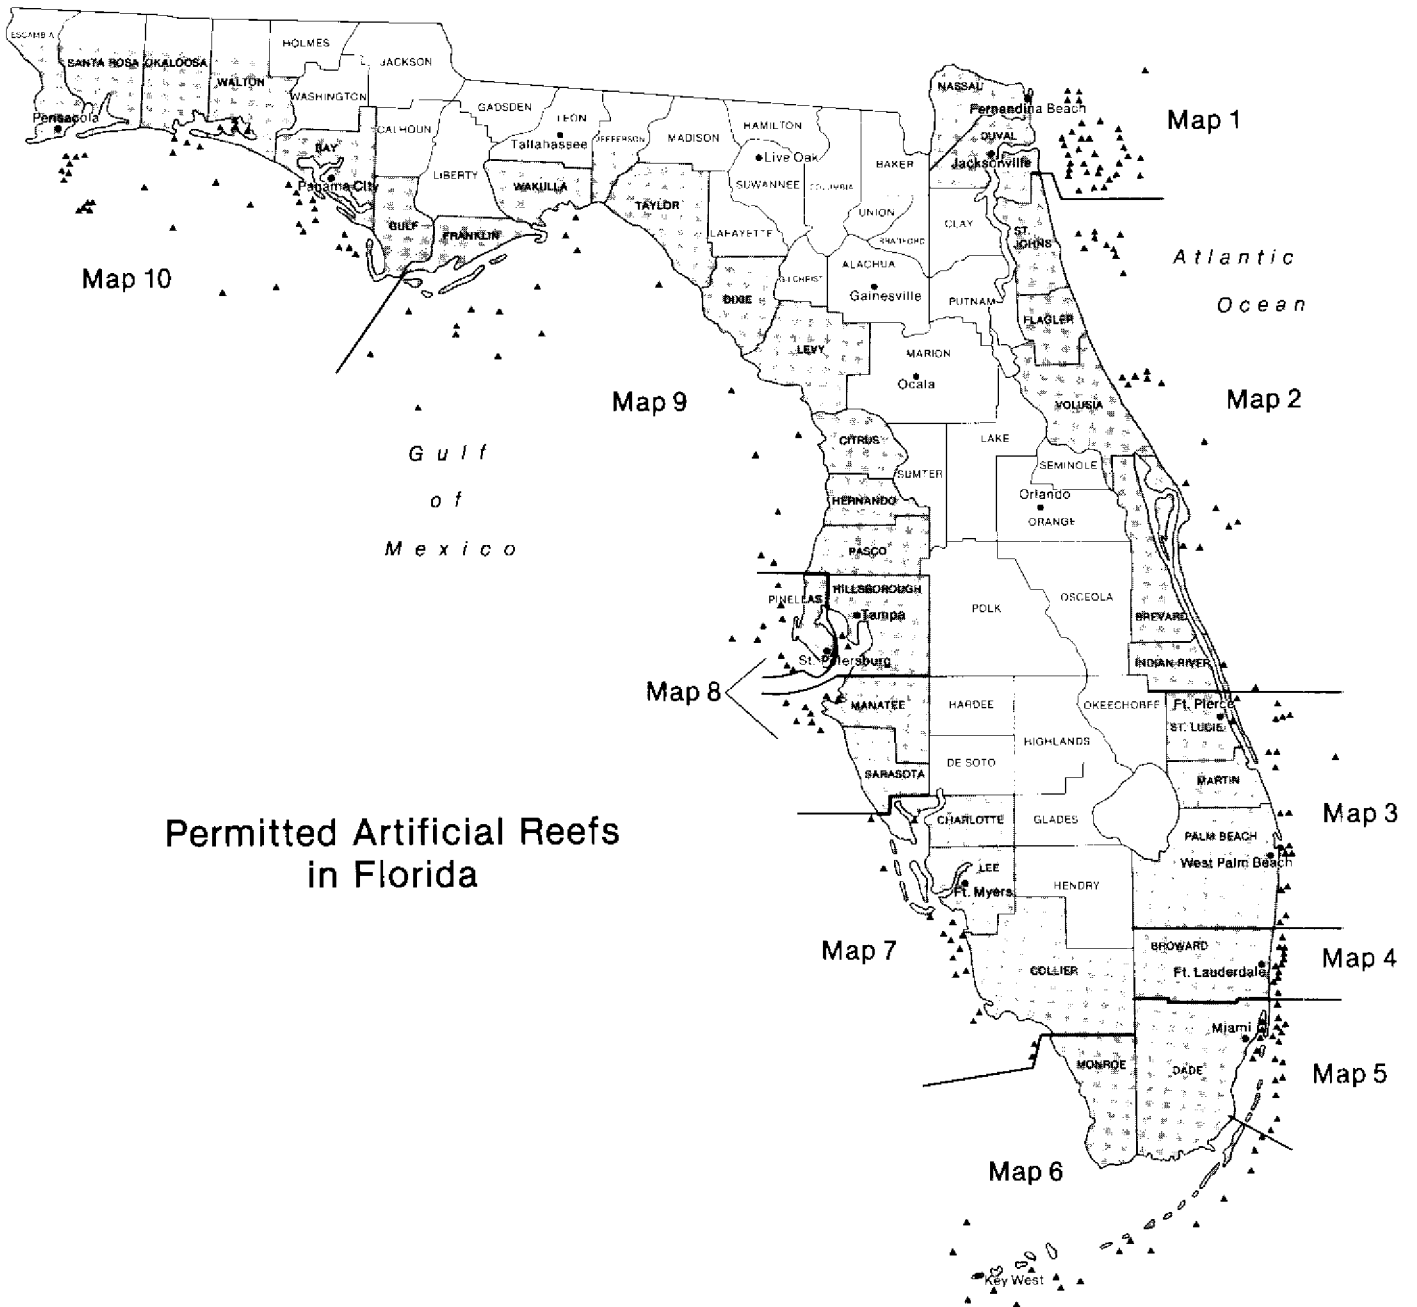 ESCAMBIA
HOLMES
SANTA ROSA
OKALOOSA
JACKSON
WALTON
NASSAU
Map 1
WASHINGTON
GADSDEN
Fernandina Beach
Pensacola
LEON
HAMILTON
CALHOUN
Tallahassee
JEFFERSON
MADISON
DUVAL
BAY
Live Oak
BAKER
Jacksonville
LIBERTY
Panama City
WAKULLA
SUWANNEE
COLUMBIA
TAYLOR
UNION
GULF
FRANKLIN
LAFAYETTE
BRADFORD
CLAY
ST. JOHNS
Map 10
GILCHRIST
ALACHUA
Atlantic
Ocean
Gainesville
DIXIE
PUTNAM
FLAGLER
LEVY
MARION
Ocala
Map 9
Map 2
VOLUSIA
CITRUS
LAKE
Gulf
of
Mexico
SUMTER
SEMINOLE
HERNANDO
Orlando
ORANGE
PASCO
PINELLAS
HILLSBOROUGH
OSCEOLA
POLK
Tampa
BREVARD
St. Petersburg
INDIAN RIVER
Map 8
MANATEE
HARDEE
OKEECHOBEE
Ft. Pierce
ST. LUCIE
HIGHLANDS
DE SOTO
SARASOTA
MARTIN
Map 3
Permitted Artificial Reefs
in Florida
CHARLOTTE
GLADES
PALM BEACH
West Palm Beach
LEE
Ft. Myers
HENDRY
Map 7
BROWARD
Map 4
COLLIER
Ft. Lauderdale
Miami
MONROE
DADE
Map 5
Map 6
Key West